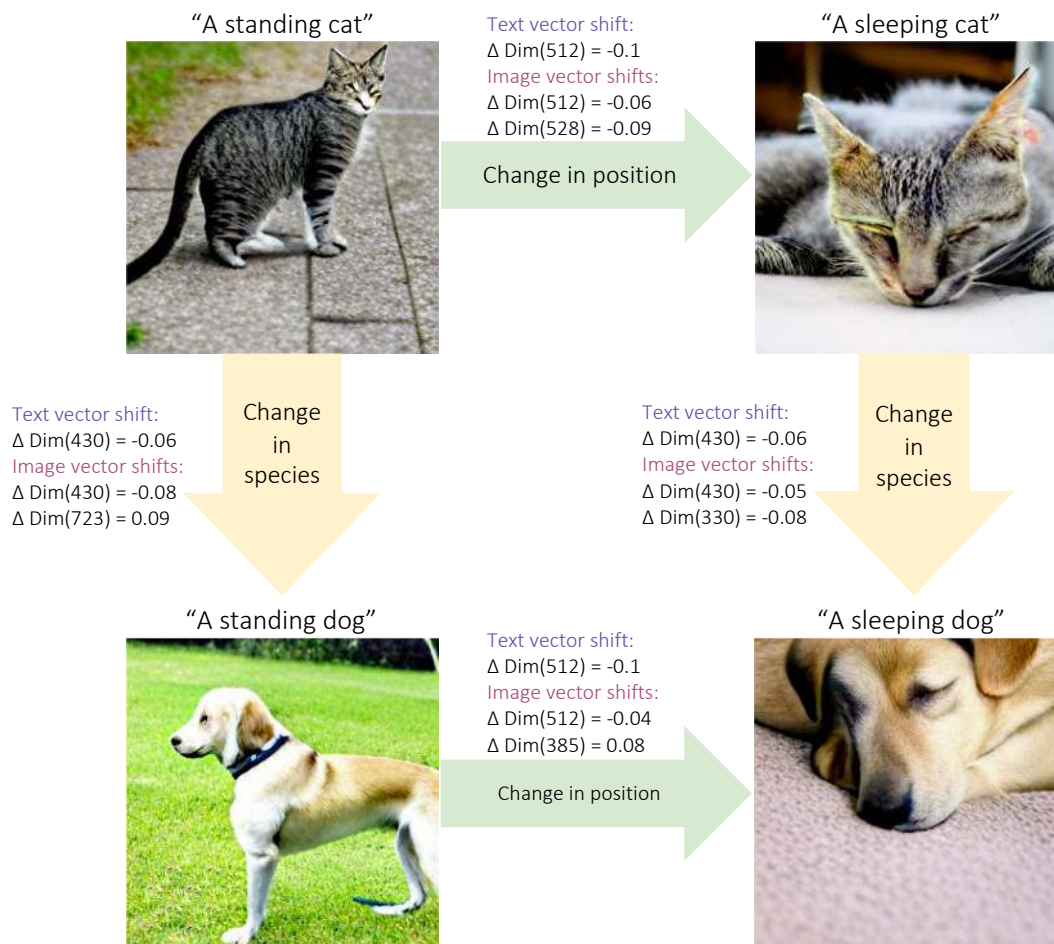 “A standing cat”
Text vector shift:
Δ Dim(512) = -0.1
Image vector shifts:
Δ Dim(512) = -0.06
Δ Dim(528) = -0.09
Change in position
“A sleeping cat”
Text vector shift:
Δ Dim(430) = -0.06
Image vector shifts:
Δ Dim(430) = -0.08
Δ Dim(723) = 0.09
Change
in
species
Text vector shift:
Δ Dim(430) = -0.06
Image vector shifts:
Δ Dim(430) = -0.05
Δ Dim(330) = -0.08
Change
in
species
“A standing dog”
Text vector shift:
Δ Dim(512) = -0.1
Image vector shifts:
Δ Dim(512) = -0.04
Δ Dim(385) = 0.08
Change in position
“A sleeping dog”